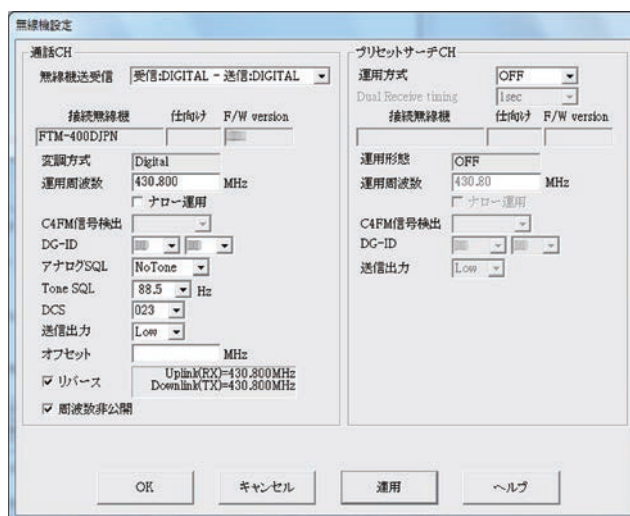 無線機設定
通話CH
無線機送受信 受信:DIGITAL - 送信:DIGITAL
接続無線機 仕向け F/W version
FTM-400DJPN
変調方式 Digital
運用周波数 430.800 MHz
ナロー運用
C4FM信号検出
DG-ID
アナログSQL NoTone
Tone SQL 88.5 Hz
DCS 023
送信出力 Low
オフセット MHz
リバース Uplink(RX)=430.800MHz
Downlink(TX)=430.800MHz
周波数非公開
プリセットサーチCH
運用方式 OFF
Dual Receive timing 1sec
接続無線機 仕向け F/W version
運用形態 OFF
運用周波数 430.80 MHz
ナロー運用
C4FM信号検出
DG-ID
送信出力 Low
OK キャンセル 適用 ヘルプ